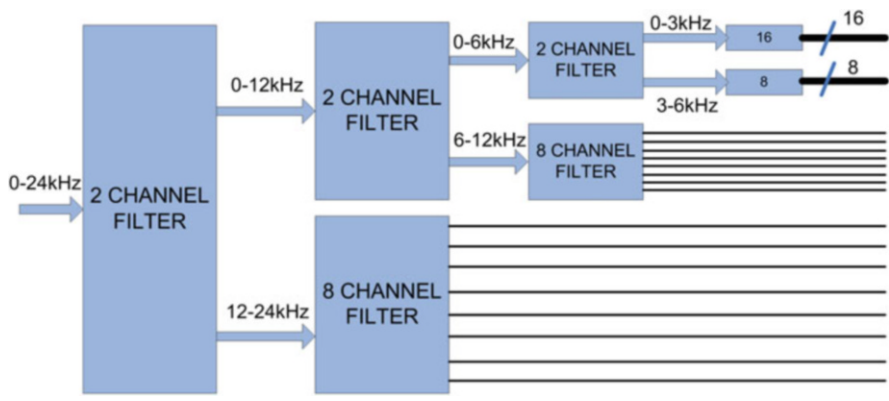 0-24kHz
2 CHANNEL
FILTER
0-12kHz
12-24kHz
2 CHANNEL
FILTER
8 CHANNEL
FILTER
0-6kHz
6-12kHz
2 CHANNEL
FILTER
8 CHANNEL
FILTER
0-3kHz
3-6kHz
16
8
16
8